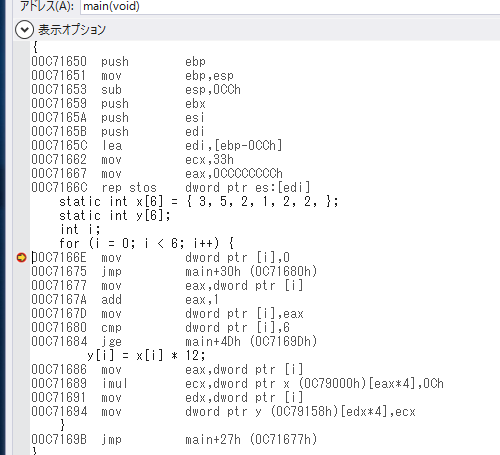 アドレス(A): main(void)
表示オプション
{
00C71650 push ebp
00C71651 mov ebp,esp
00C71653 sub esp,0CCh
00C71659 push ebx
00C7165A push esi
00C7165B push edi
00C7165C lea edi,[ebp-0CCh]
00C71662 mov ecx,33h
00C71667 mov eax,0CCCCCCCCh
00C7166C rep stos dword ptr es:[edi]
static int x[6] = { 3, 5, 2, 1, 2, 2, };
static int y[6];
int i;
for (i = 0; i < 6; i++) {
00C7166E mov dword ptr [i],0
00C71675 jmp main+30h (0C71680h)
00C71677 mov eax,dword ptr [i]
00C7167A add eax,1
00C7167D mov dword ptr [i],eax
00C71680 cmp dword ptr [i],6
00C71684 jge main+4Dh (0C7169Dh)
y[i] = x[i] * 12;
00C71686 mov eax,dword ptr [i]
00C71689 imul ecx,dword ptr x (0C79000h)[eax*4],0Ch
00C71691 mov edx,dword ptr [i]
00C71694 mov dword ptr y (0C79158h)[edx*4],ecx
}
00C7169B jmp main+27h (0C71677h)
}